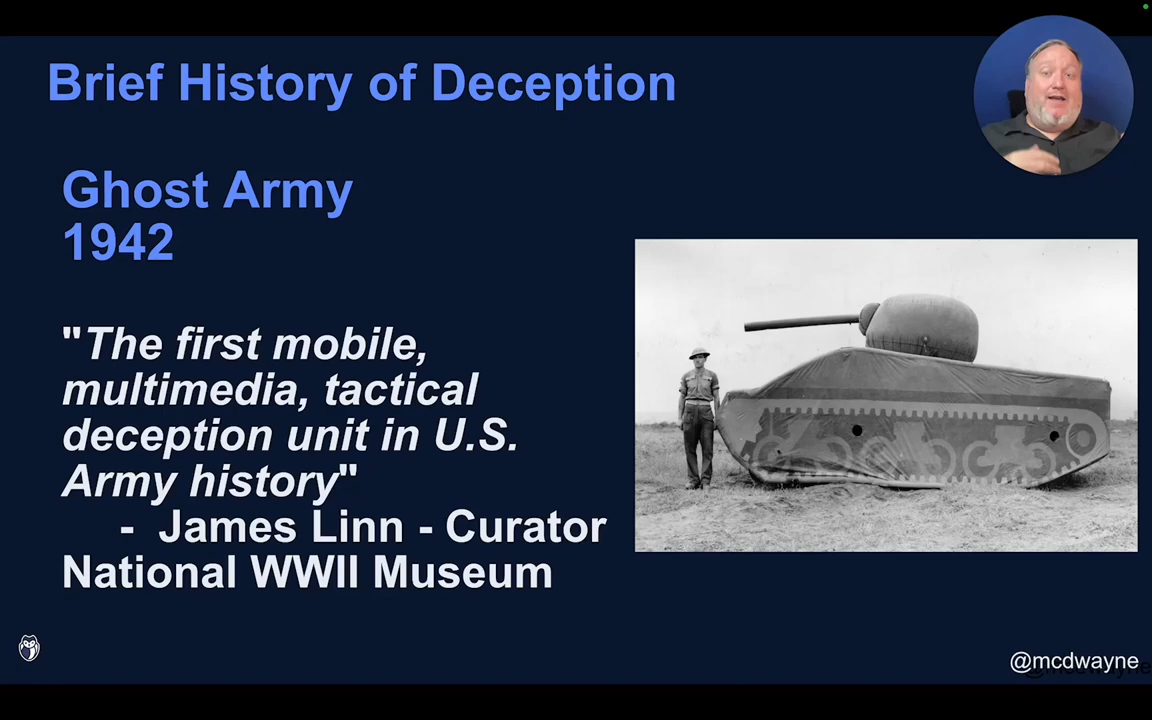 Brief History of Deception
Ghost Army
1942
"The first mobile,
multimedia, tactical
deception unit in U.S.
Army history"
- James Linn - Curator
National WWII Museum
@mcdwayne